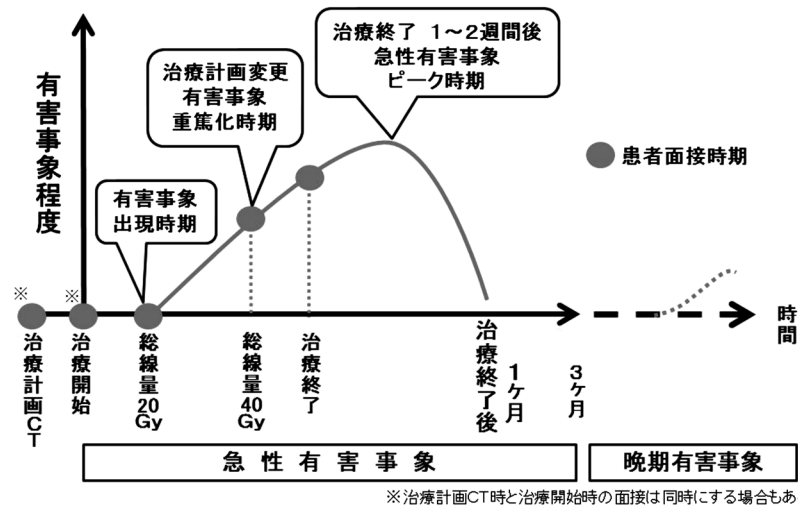 治療終了 1～2週間後
急性有害事象
ピーク時期
治療計画変更
有害事象
重篤化時期
有害事象
出現時期
有害事象程度
患者面接時期
※
※
時間
治療計画CT
治療開始
総線量20Gy
総線量40Gy
治療終了
治療終了後
1ヶ月
3ヶ月
急性有害事象
晩期有害事象
※治療計画CT時と治療開始時の面接は同時にする場合もあ